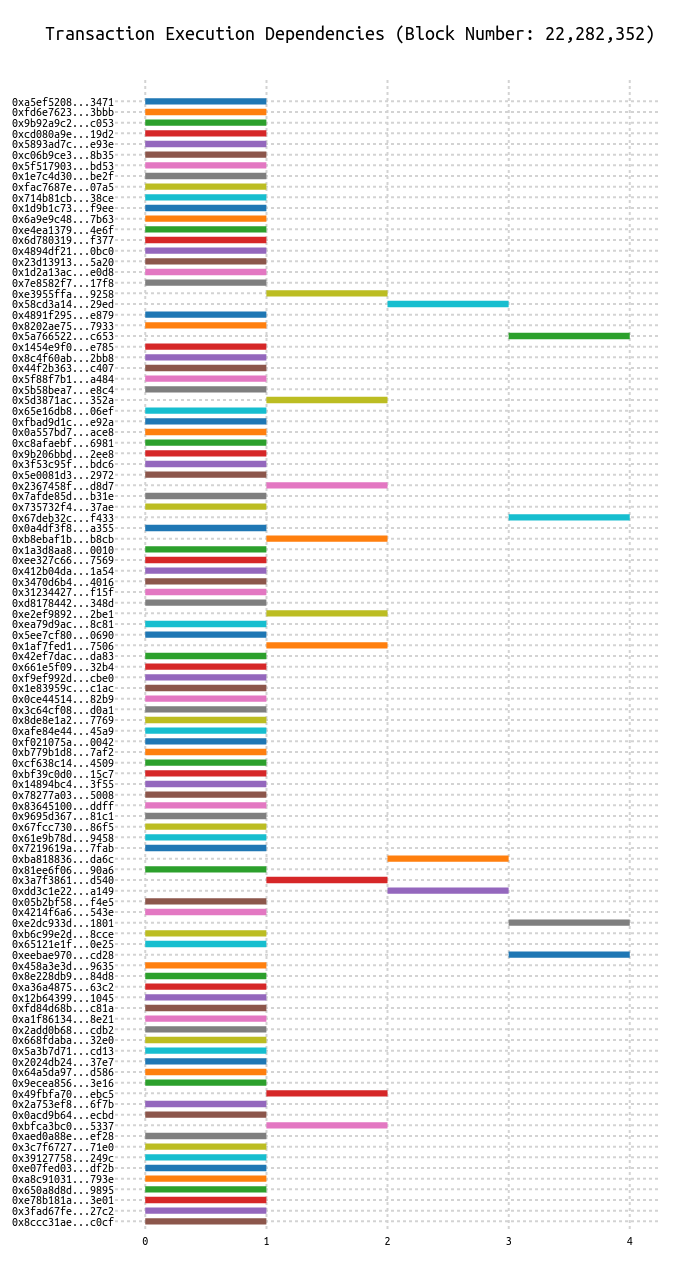 Transaction Execution Dependencies (Block Number: 22,282,352)
0xa5ef5208...3471
0xfd6e7623...3bbb
0x9b92a9c2...c053
0xcd080a9e...19d2
0x5893ad7c...e93e
0xc06b9ce3...8b35
0x5f517903...bd53
0x1e7c4d30...be2f
0xfac7687e...07a5
0x714b81cb...38ce
0x1d9b1c73...f9ee
0x6a9e9c48...7b63
0xe4ea1379...4e6f
0x6d780319...f377
0x4894df21...0bc0
0x23d13913...5a20
0x1d2a13ac...e0d8
0x7e8582f7...17f8
0xe3955ffa...9258
0x58cd3a14...29ed
0x4891f295...e879
0x8202ae75...7933
0x5a766522...c653
0x1454e9f0...e785
0x8c4f60ab...2bb8
0x44f2b363...c407
0x5f88f7b1...a484
0x5b58bea7...e8c4
0x5d3871ac...352a
0x65e16db8...06ef
0xfbad9d1c...e92a
0x0a557bd7...ace8
0xc8afaebf...6981
0x9b206bbd...2ee8
0x3f53c95f...bdc6
0x5e0081d3...2972
0x2367458f...d8d7
0x7afde85d...b31e
0x735732f4...37ae
0x67deb32c...f433
0x0a4df3f8...a355
0xb8ebaf1b...b8cb
0x1a3d8aa8...0010
0xee327c66...7569
0x412b04da...1a54
0x3470d6b4...4016
0x31234427...f15f
0xd8178442...348d
0xe2ef9892...2be1
0xea79d9ac...8c81
0x5ee7cf80...0690
0x1af7fed1...7506
0x42ef7dac...da83
0x661e5f09...32b4
0xf9ef992d...cbe0
0x1e83959c...c1ac
0x0ce44514...82b9
0x3c64cf08...d0a1
0x8de8e1a2...7769
0xafe84e44...45a9
0xf021075a...0042
0xb779b1d8...7af2
0xcf638c14...4509
0xbf39c0d0...15c7
0x14894bc4...3f55
0x78277a03...5008
0x83645100...ddff
0x9695d367...81c1
0x67fcc730...86f5
0x61e9b78d...9458
0x7219619a...7fab
0xba818836...da6c
0x81ee6f06...90a6
0x3a7f3861...d540
0xdd3c1e22...a149
0x05b2bf58...f4e5
0x4214f6a6...543e
0xe2dc933d...1801
0xb6c99e2d...8cce
0x65121e1f...0e25
0xeebae970...cd28
0x458a3e3d...9635
0x8e228db9...84d8
0xa36a4875...63c2
0x12b64399...1045
0xfd84d68b...c81a
0xa1f86134...8e21
0x2add0b68...cdb2
0x668fdaba...32e0
0x5a3b7d71...cd13
0x2024db24...37e7
0x64a5da97...d586
0x9ecea856...3e16
0x49fbfa70...ebc5
0x2a753ef8...6f7b
0x0acd9b64...ecbd
0xbfca3bc0...5337
0xaed0a88e...ef28
0x3c7f6727...71e0
0x39127758...249c
0xe07fed03...df2b
0xa8c91031...793e
0x650a8d8d...9895
0xe78b181a...3e01
0x3fad67fe...27c2
0x8ccc31ae...c0cf
0 1 2 3 4